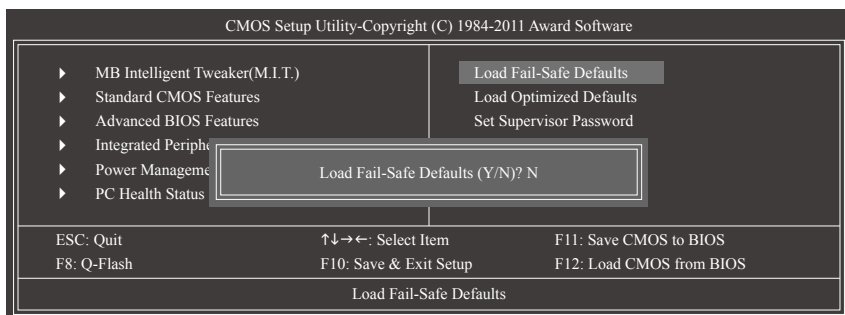 CMOS Setup Utility-Copyright (C) 1984-2011 Award Software
MB Intelligent Tweaker(M.I.T.)
Standard CMOS Features
Advanced BIOS Features
Integrated Periphe
Power Manageme
PC Health Status
Load Fail-Safe Defaults
Load Optimized Defaults
Set Supervisor Password
Load Fail-Safe Defaults (Y/N)? N
ESC: Quit ↑↓→←: Select Item F11: Save CMOS to BIOS
F8: Q-Flash F10: Save & Exit Setup F12: Load CMOS from BIOS
Load Fail-Safe Defaults